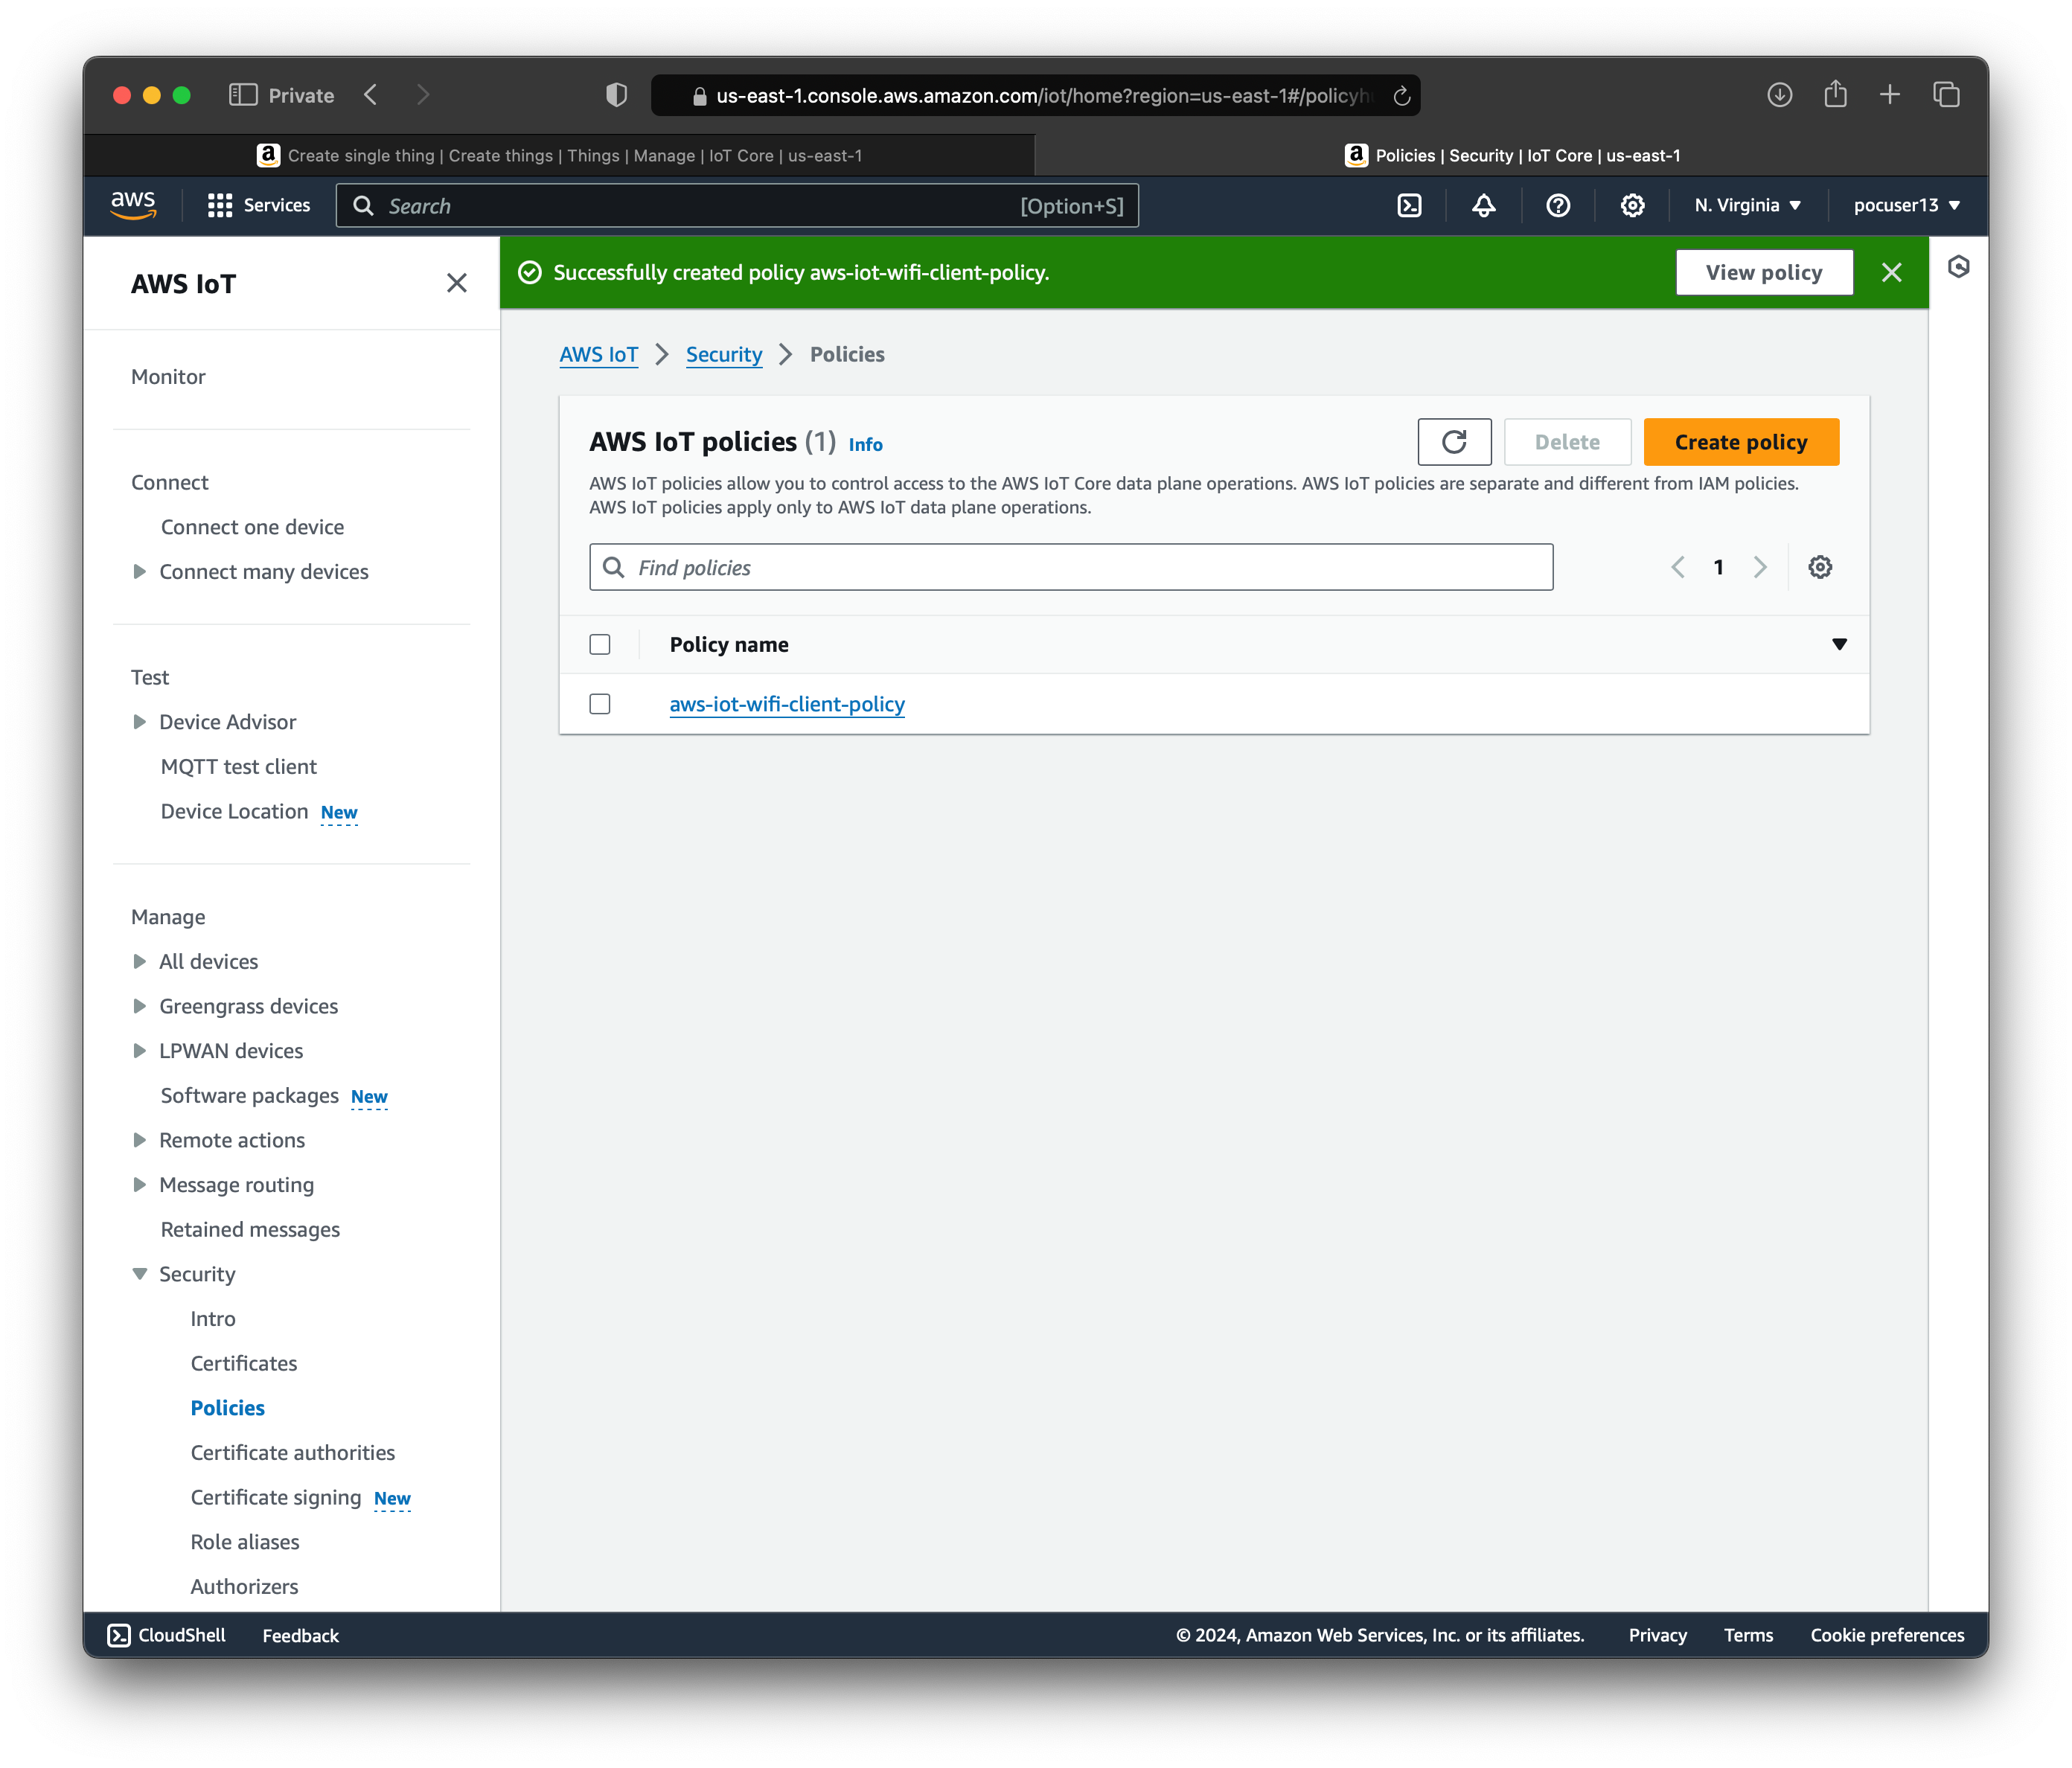 Private
us-east-1.console.aws.amazon.com/iot/home?region=us-east-1#/policyh
Create single thing | Create things | Things | Manage | IoT Core | us-east-1
Policies | Security | IoT Core | us-east-1
aws
Services
Search
[Option+S]
N. Virginia
pocuser13
AWS IoT
Successfully created policy aws-iot-wifi-client-policy.
View policy
Monitor
Connect
Connect one device
Connect many devices
Test
Device Advisor
MQTT test client
Device Location New
Manage
All devices
Greengrass devices
LPWAN devices
Software packages New
Remote actions
Message routing
Retained messages
Security
Intro
Certificates
Policies
Certificate authorities
Certificate signing New
Role aliases
Authorizers
AWS IoT
Security
Policies
AWS IoT policies (1) Info
Delete
Create policy
AWS IoT policies allow you to control access to the AWS IoT Core data plane operations. AWS IoT policies are separate and different from IAM policies.
AWS IoT policies apply only to AWS IoT data plane operations.
Find policies
1
Policy name
aws-iot-wifi-client-policy
CloudShell
Feedback
© 2024, Amazon Web Services, Inc. or its affiliates.
Privacy
Terms
Cookie preferences